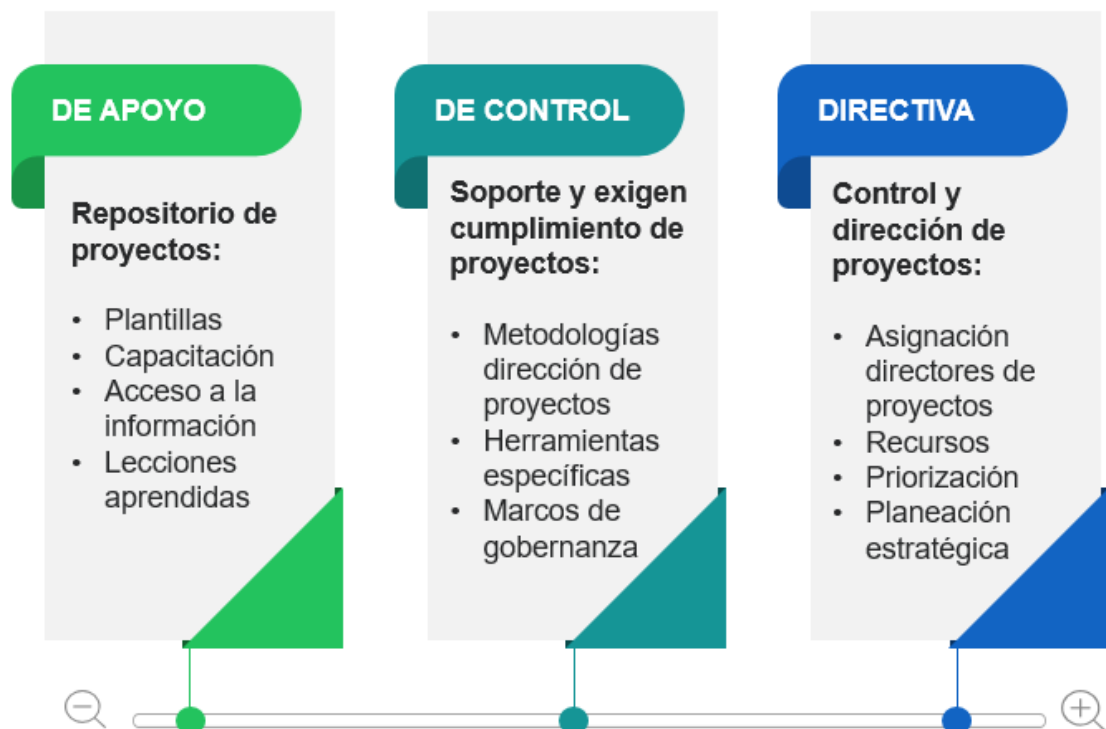 DE APOYO
Repositorio de
proyectos:
• Plantillas
• Capacitación
• Acceso a la
información
• Lecciones
aprendidas
DE CONTROL
Soporte y exigen
cumplimiento de
proyectos:
• Metodologías
dirección de
proyectos
• Herramientas
específicas
• Marcos de
gobernanza
DIRECTIVA
Control y
dirección de
proyectos:
• Asignación
directores de
proyectos
• Recursos
• Priorización
• Planeación
estratégica